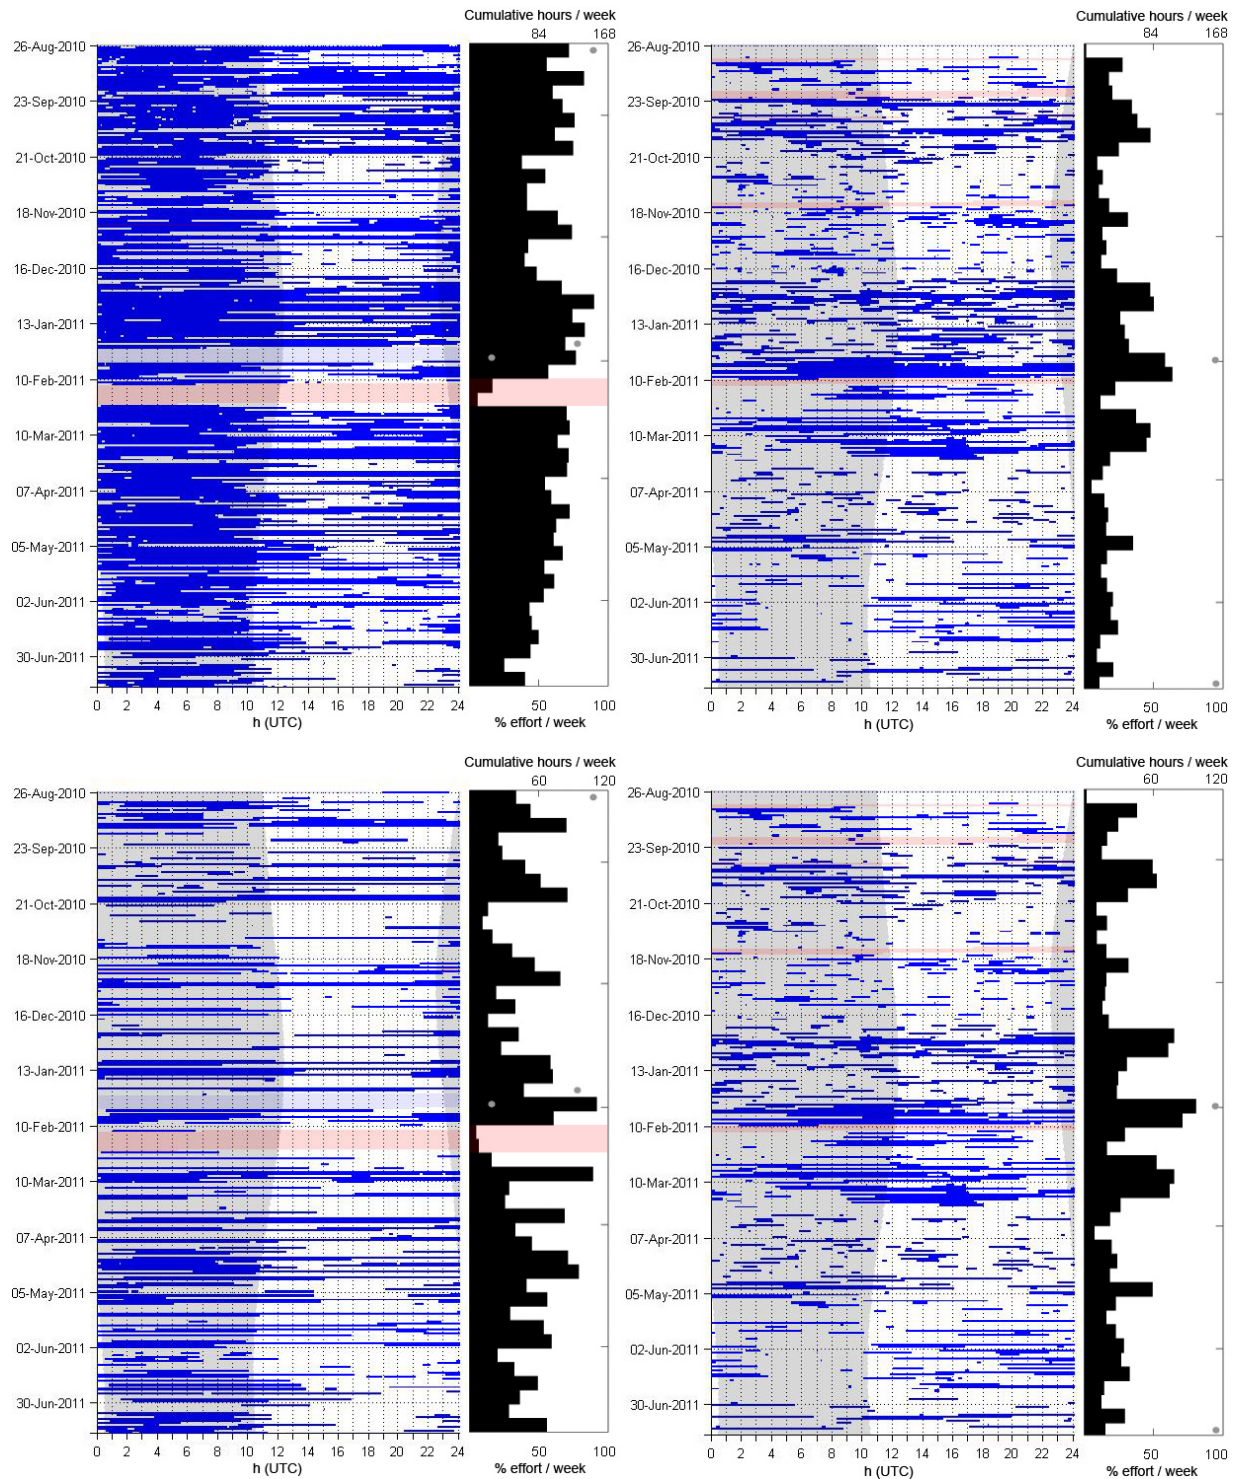 Cumulative hours / week
84 168
26-Aug-2010
23-Sep-2010
21-Oct-2010
18-Nov-2010
16-Dec-2010
13-Jan-2011
10-Feb-2011
10-Mar-2011
07-Apr-2011
05-May-2011
02-Jun-2011
30-Jun-2011
0 2 4 6 8 10 12 14 16 18 20 22 24
h (UTC)
50 100
% effort / week
Cumulative hours / week
84 168
26-Aug-2010
23-Sep-2010
21-Oct-2010
18-Nov-2010
16-Dec-2010
13-Jan-2011
10-Feb-2011
10-Mar-2011
07-Apr-2011
05-May-2011
02-Jun-2011
30-Jun-2011
0 2 4 6 8 10 12 14 16 18 20 22 24
h (UTC)
50 100
% effort / week
Cumulative hours / week
60 120
26-Aug-2010
23-Sep-2010
21-Oct-2010
18-Nov-2010
16-Dec-2010
13-Jan-2011
10-Feb-2011
10-Mar-2011
07-Apr-2011
05-May-2011
02-Jun-2011
30-Jun-2011
0 2 4 6 8 10 12 14 16 18 20 22 24
h (UTC)
50 100
% effort / week
Cumulative hours / week
60 120
26-Aug-2010
23-Sep-2010
21-Oct-2010
18-Nov-2010
16-Dec-2010
13-Jan-2011
10-Feb-2011
10-Mar-2011
07-Apr-2011
05-May-2011
02-Jun-2011
30-Jun-2011
0 2 4 6 8 10 12 14 16 18 20 22 24
h (UTC)
50 100
% effort / week